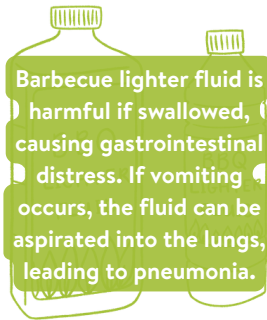 Barbecue lighter fluid is
harmful if swallowed,
causing gastrointestinal
distress. If vomiting
occurs, the fluid can be
aspirated into the lungs,
leading to pneumonia.